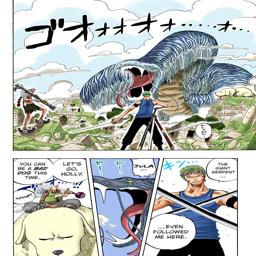 ゴオオオオオ・・・・オ・・
LET'S
GO,
HOLLY.
YOU CAN
BE A BAD
DOG THIS
TIME.
JULA
...
THE
GIANT
SERPENT
...
...EVEN
FOLLOWED
ME HERE.